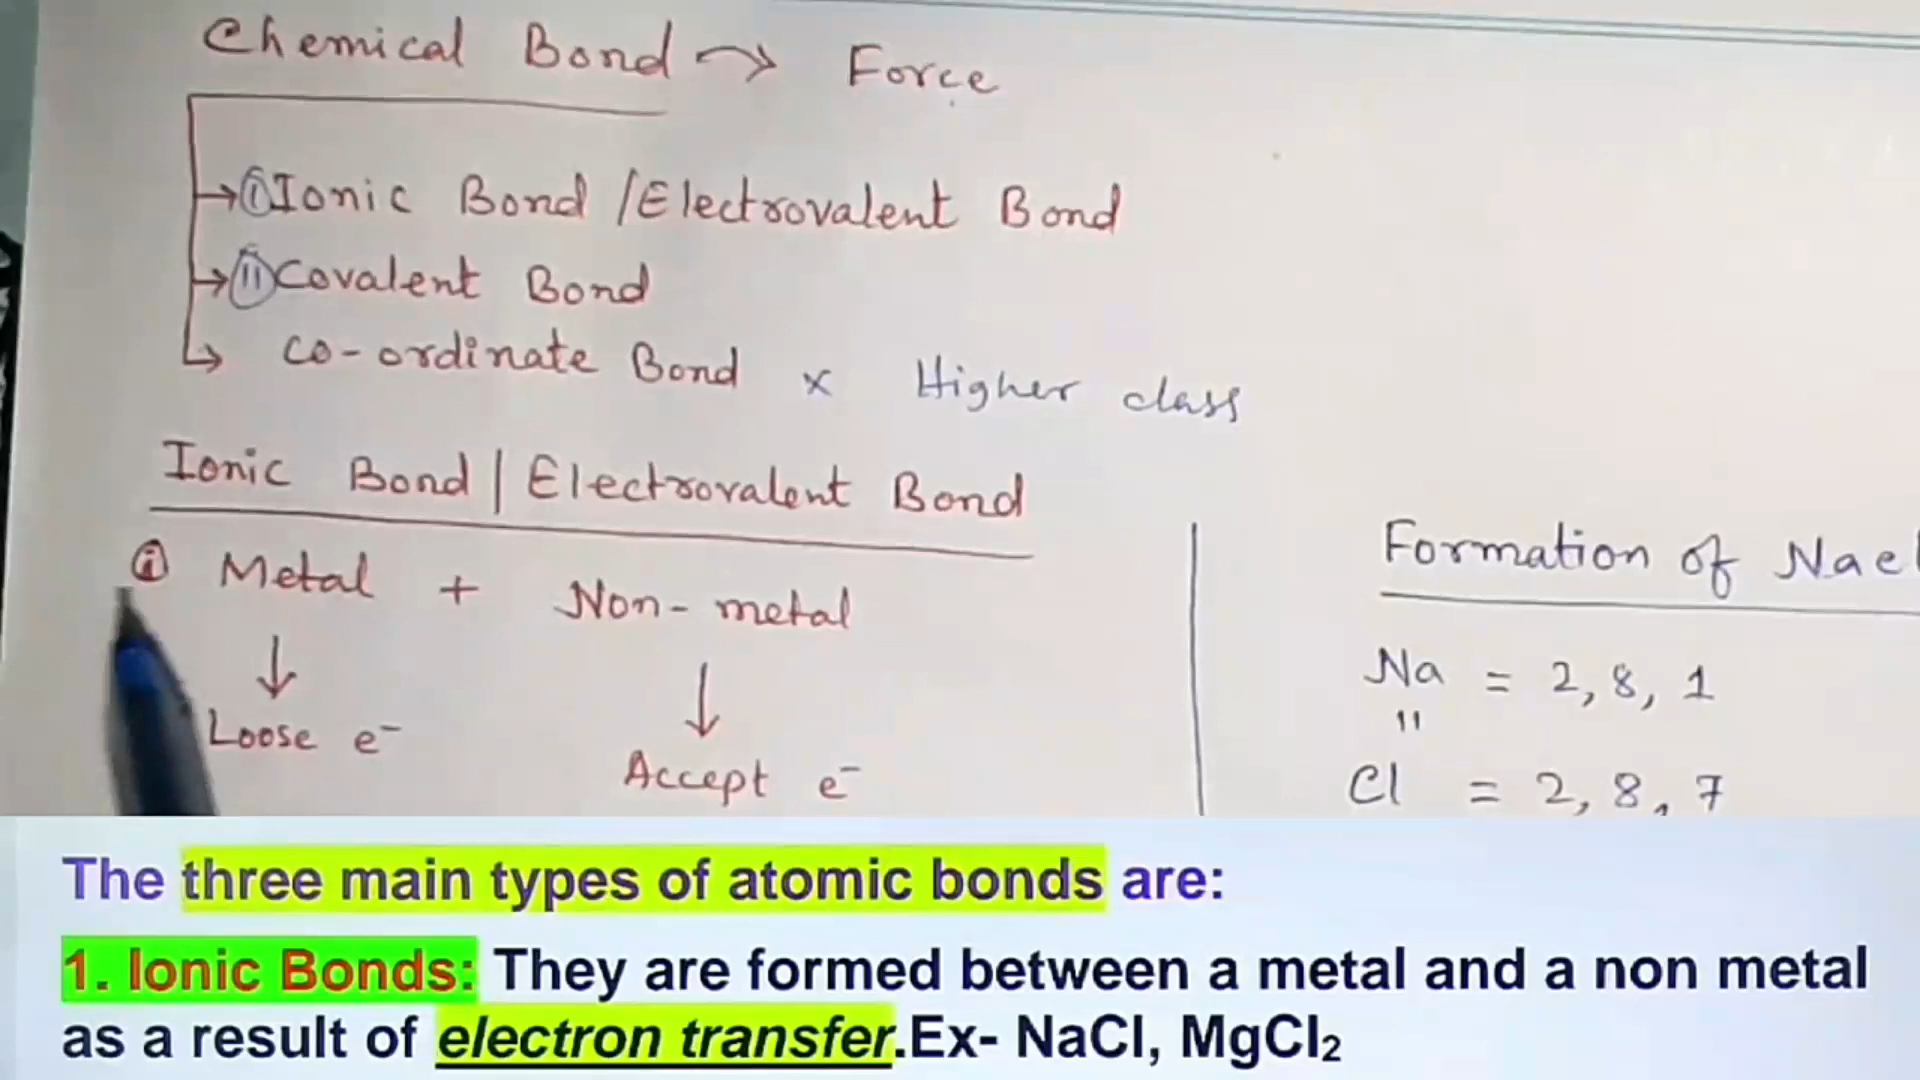 Chemical Bond → Force
→ (i) Ionic Bond / Electrovalent Bond
→ (ii) Covalent Bond
↳ Co-ordinate Bond × Higher class
Ionic Bond | Electrovalent Bond
(i) Metal + Non-metal
↓ ↓
Loose e⁻
Accept e⁻
Formation of NaCl
Na = 2, 8, 1
"
Cl = 2, 8, 7
The three main types of atomic bonds are:
1. Ionic Bonds: They are formed between a metal and a non metal
as a result of electron transfer.Ex- NaCl, MgCl₂